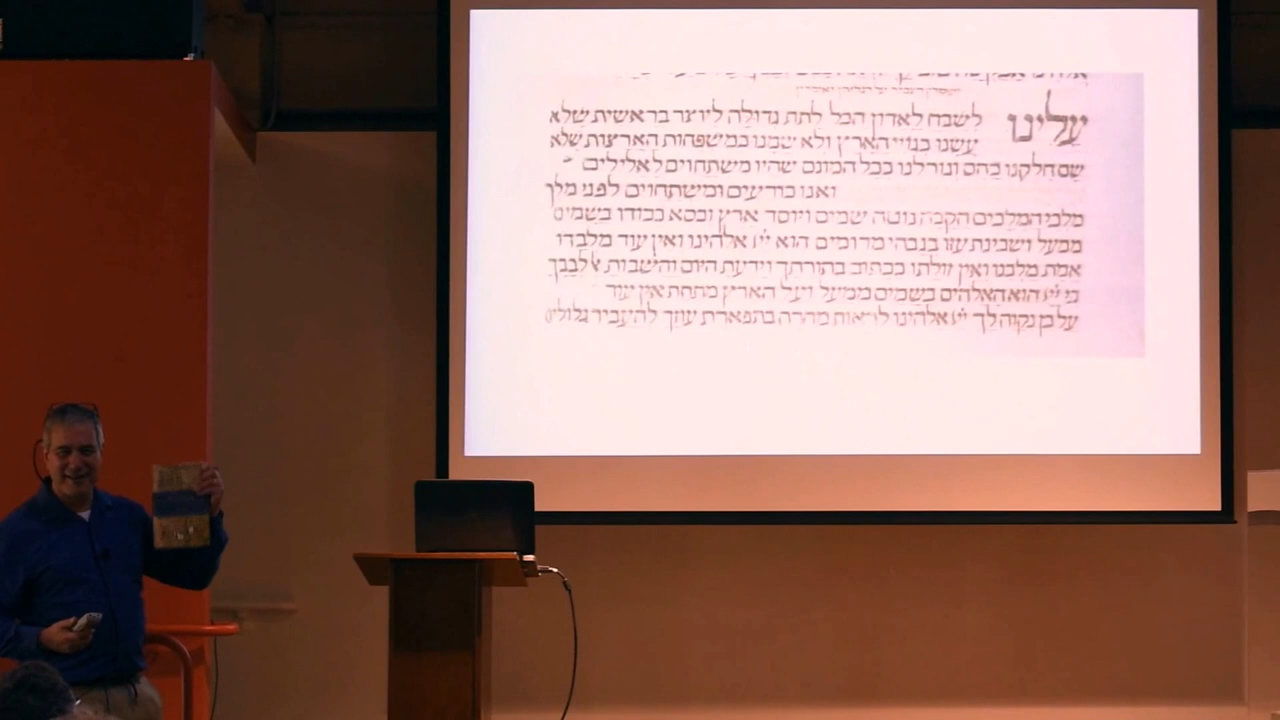 עלינו לשבח לאדון הכל לתת גדולה ליוצר בראשית שלא
עשנו כגויי הארץ ולא שמנו כמשפחות הארצות שלא
שם חלקנו כהם וגורלנו ככל המונם שהיו משתחוים לאלילים
ואנו כורעים ומשתחוים לפני מלך
מלכי המלכים הקבה נוטה שמים ויוסד ארץ וכסא כבודו בשמים
ממעל ושכינת עוזו בגבהי מרומים הוא ייי אלהינו ואין עוד מלבדו
אמת מלכנו ואין זולתו ככתוב בתורתך וידעת היום והשבות אל לבבך
כי ייי הוא האלהים בשמים ממעל ועל הארץ מתחת אין עוד
על כן נקוה לך ייי אלהינו לראות מהרה בתפארת עוזך להעביר גלולים